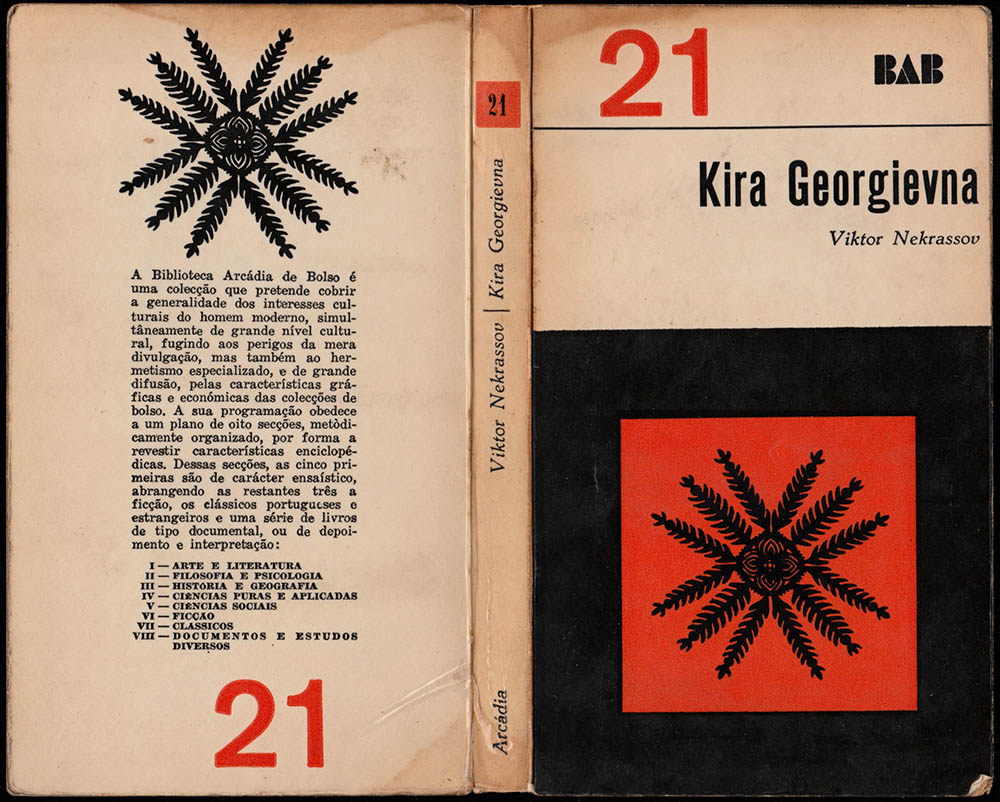 A Biblioteca Arcádia de Bolso é
uma colecção que pretende cobrir
a generalidade dos interesses cul-
turais do homem moderno, simul-
tâneamente de grande nível cultu-
ral, fugindo aos perigos da mera
divulgação, mas também ao her-
metismo especializado, e de grande
difusão, pelas características grá-
ficas e económicas das colecções de
bolso. A sua programação obedece
a um plano de oito secções, metòdi-
camente organizado, por forma a
revestir características enciclopé-
dicas. Dessas secções, as cinco pri-
meiras são de carácter ensaístico,
abrangendo as restantes três a
ficção, os clássicos portugueses e
estrangeiros e uma série de livros
de tipo documental, ou de depoi-
mento e interpretação:
I — ARTE E LITERATURA
II — FILOSOFIA E PSICOLOGIA
III — HISTÓRIA E GEOGRAFIA
IV — CIÊNCIAS PURAS E APLICADAS
V — CIÊNCIAS SOCIAIS
VI — FICÇÃO
VII — CLÁSSICOS
VIII — DOCUMENTOS E ESTUDOS
DIVERSOS
21
21
Viktor Nekrassov | Kira Georgievna
Arcádia
21
BAB
Kira Georgievna
Viktor Nekrassov